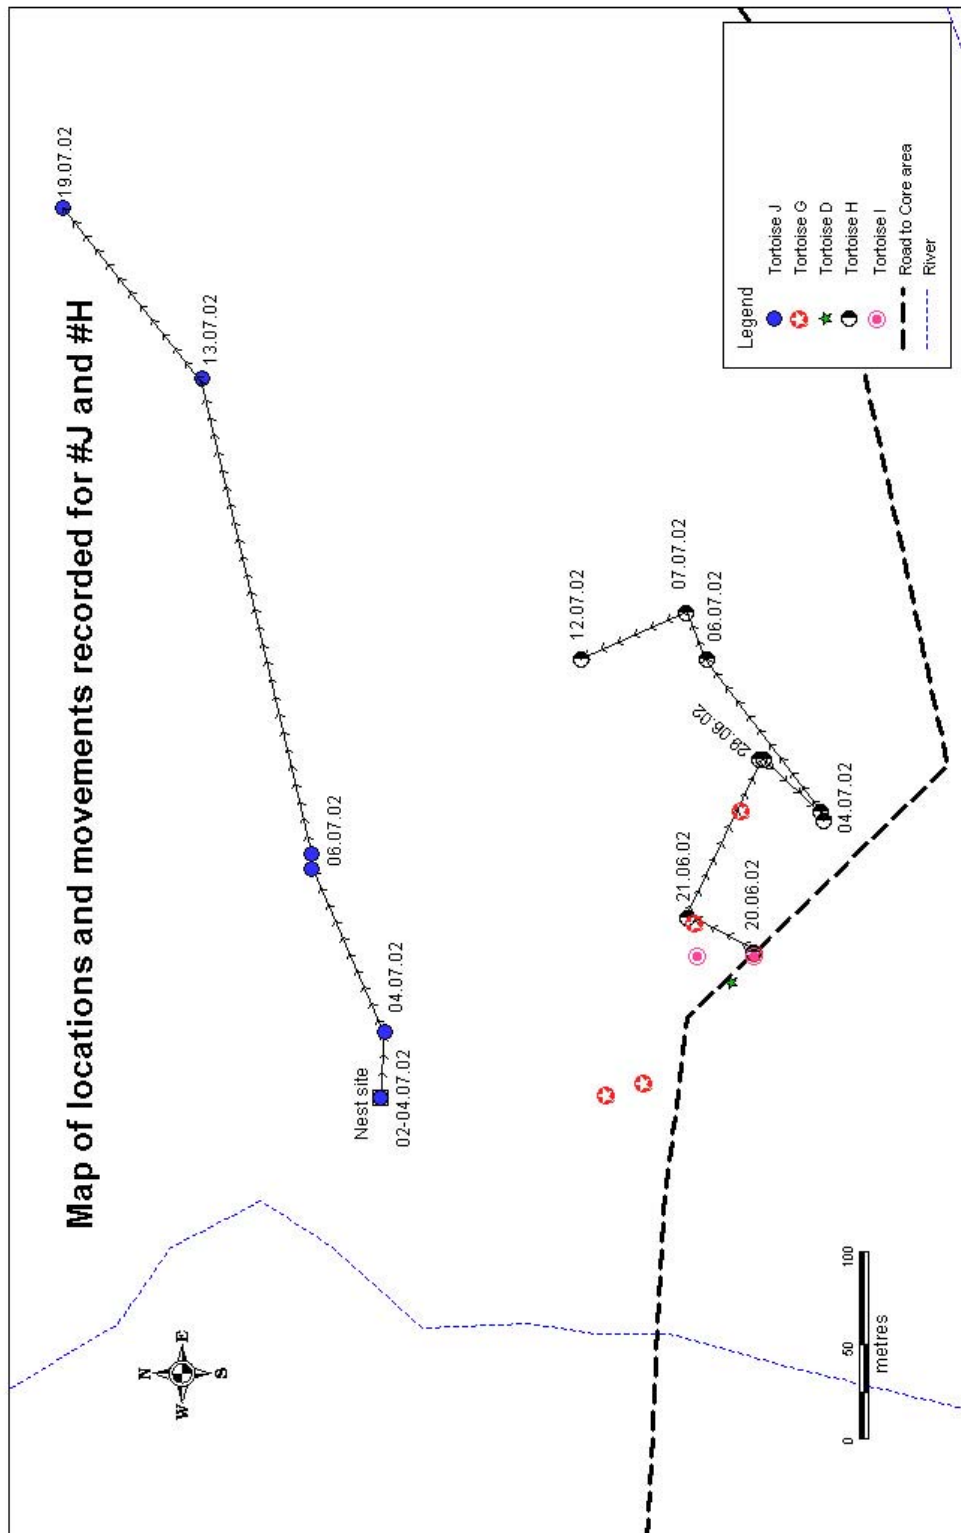 Map of locations and movements recorded for #J and #H
19.07.02
13.07.02
06.07.02
04.07.02
Nest site
02-04.07.02
N
W
E
S
12.07.02
07.07.02
06.07.02
29.06.02
21.06.02
20.06.02
04.07.02
0
50
100
metres
Legend
Tortoise J
Tortoise G
Tortoise D
Tortoise H
Tortoise I
Road to Core area
River